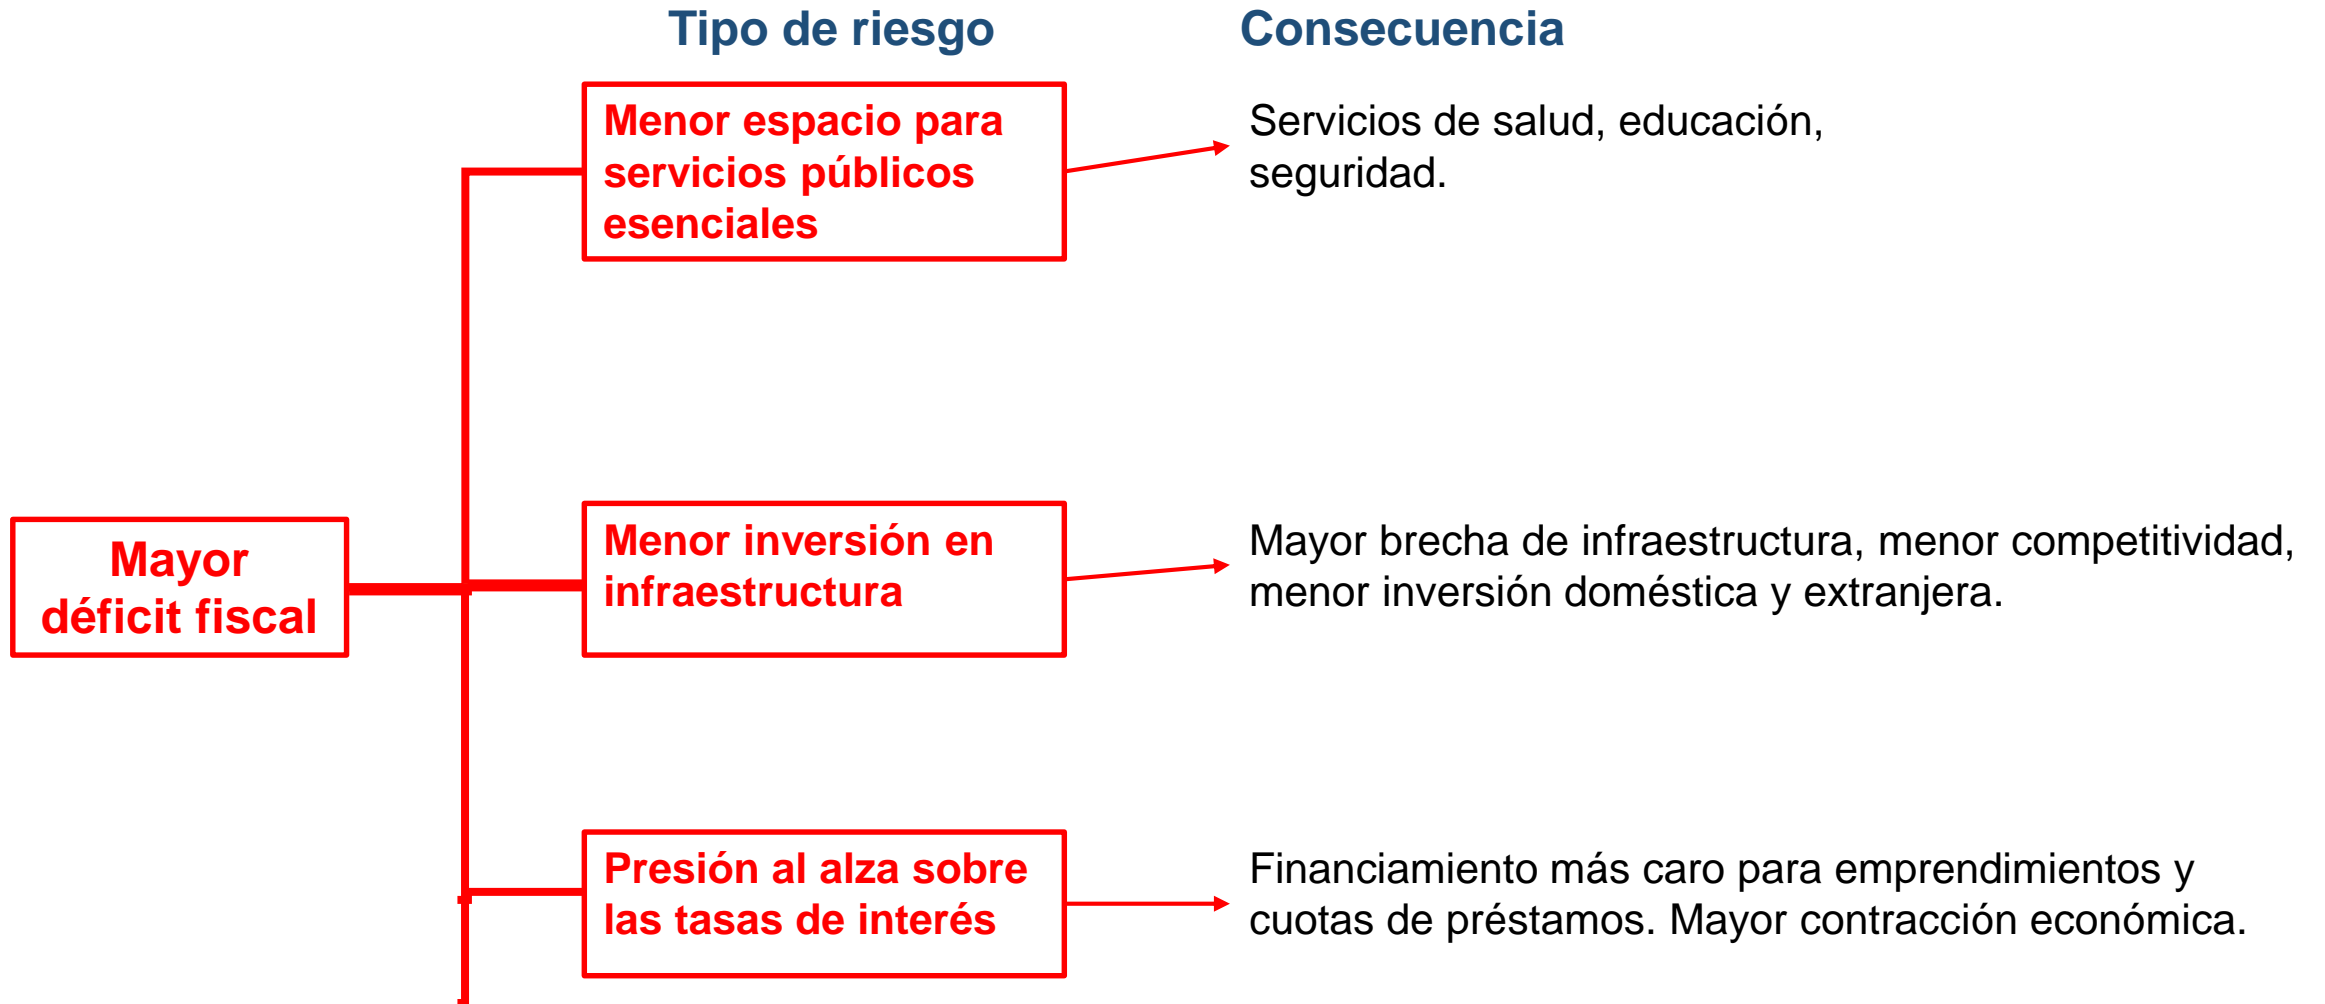 Tipo de riesgo
Consecuencia
Menor espacio para
servicios públicos
esenciales
Servicios de salud, educación,
seguridad.
Mayor
déficit fiscal
Menor inversión en
infraestructura
Mayor brecha de infraestructura, menor competitividad,
menor inversión doméstica y extranjera.
Presión al alza sobre
las tasas de interés
Financiamiento más caro para emprendimientos y
cuotas de préstamos. Mayor contracción económica.